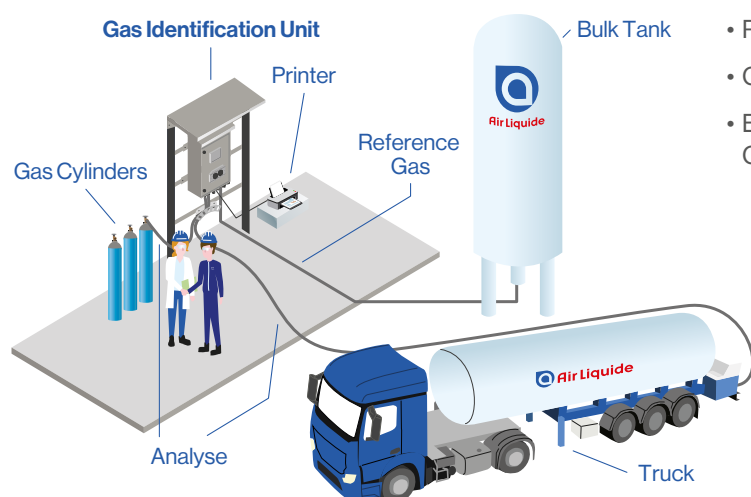 Gas Identification Unit
Bulk Tank
Printer
Air Liquide
Reference
Gas
Gas Cylinders
Air Liquide
Analyse
Truck